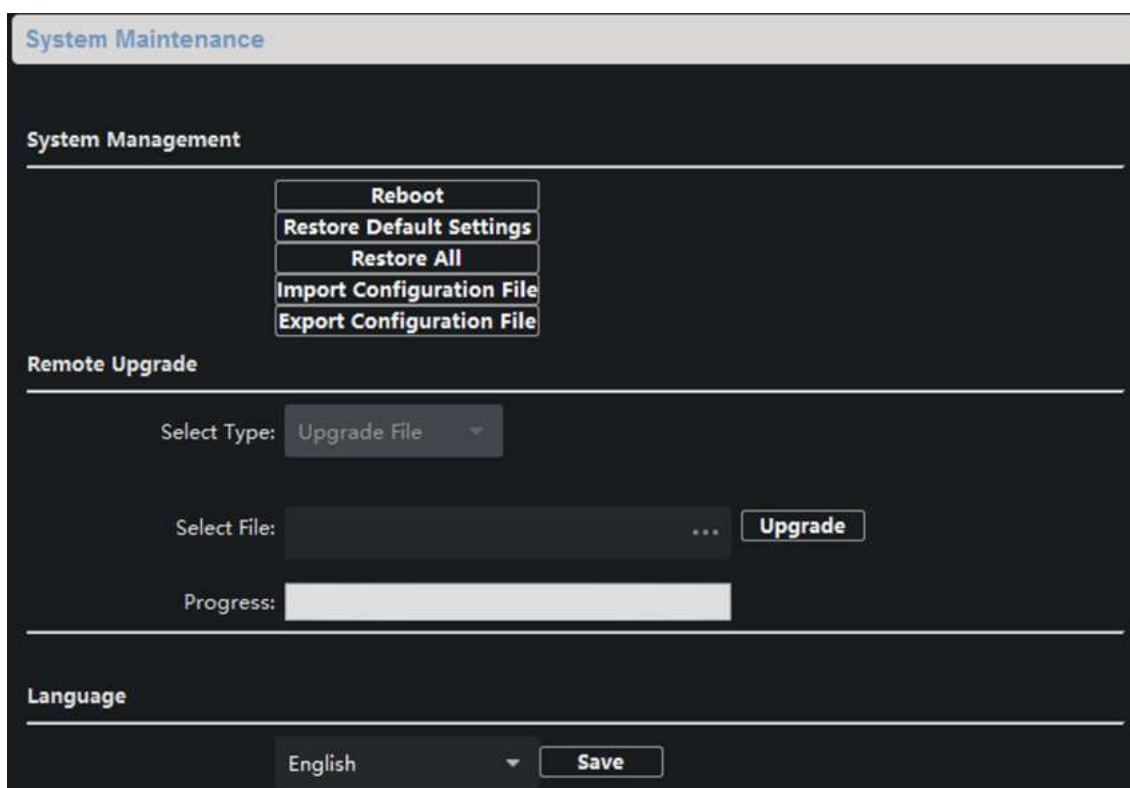 System Maintenance
System Management
Reboot
Restore Default Settings
Restore All
Import Configuration File
Export Configuration File
Remote Upgrade
Select Type: Upgrade File
Select File: ... Upgrade
Progress:
Language
English Save